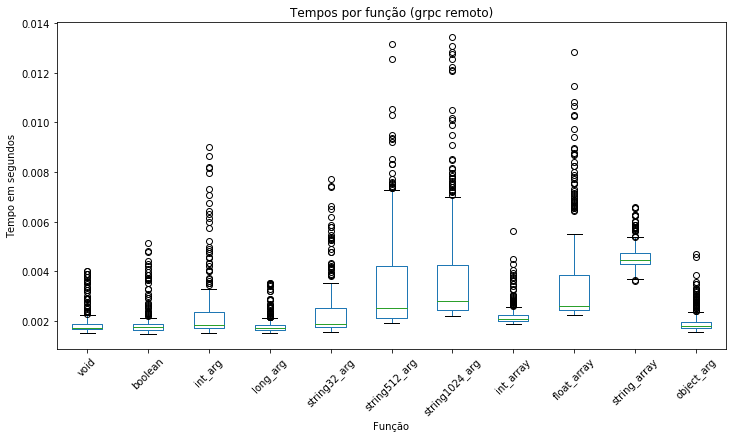 Tempos por função (grpc remoto)
0.014
0.012
0.010
0.008
0.006
0.004
0.002
Tempo em segundos
void
boolean
int_arg
long_arg
string32_arg
string512_arg
string1024_arg
int_array
float_array
string_array
object_arg
Função